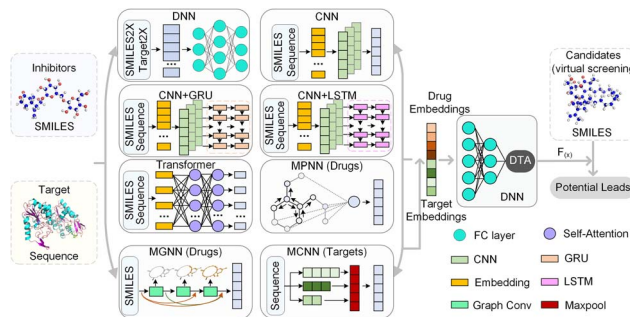 Inhibitors
SMILES
Target
Sequence
DNN
SMILES2X
Target2X
CNN
SMILES
Sequence
CNN+GRU
SMILES
Sequence
CNN+LSTM
SMILES
Sequence
Transformer
SMILES
Sequence
MPNN (Drugs)
MGNN (Drugs)
SMILES
MCNN (Targets)
Sequence
Drug
Embeddings
Target
Embeddings
DTA
DNN
Candidates
(virtual screening)
SMILES
F(x)
Potential Leads
FC layer
Self-Attention
CNN
GRU
Embedding
LSTM
Graph Conv
Maxpool